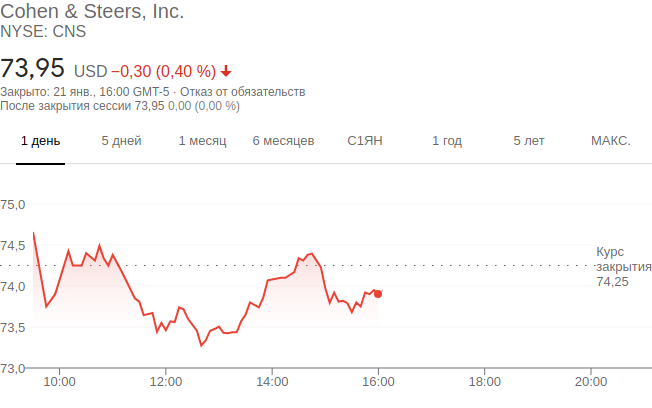 Cohen & Steers, Inc.
NYSE: CNS
73,95 USD −0,30 (0,40 %)
Закрыто: 21 янв., 16:00 GMT-5 · Отказ от обязательств
После закрытия сессии 73,95 0,00 (0,00 %)
1 день 5 дней 1 месяц 6 месяцев С1ЯН 1 год 5 лет МАКС.
75,0
74,5
Курс
закрытия
74,25
74,0
73,5
73,0
10:00 12:00 14:00 16:00 18:00 20:00